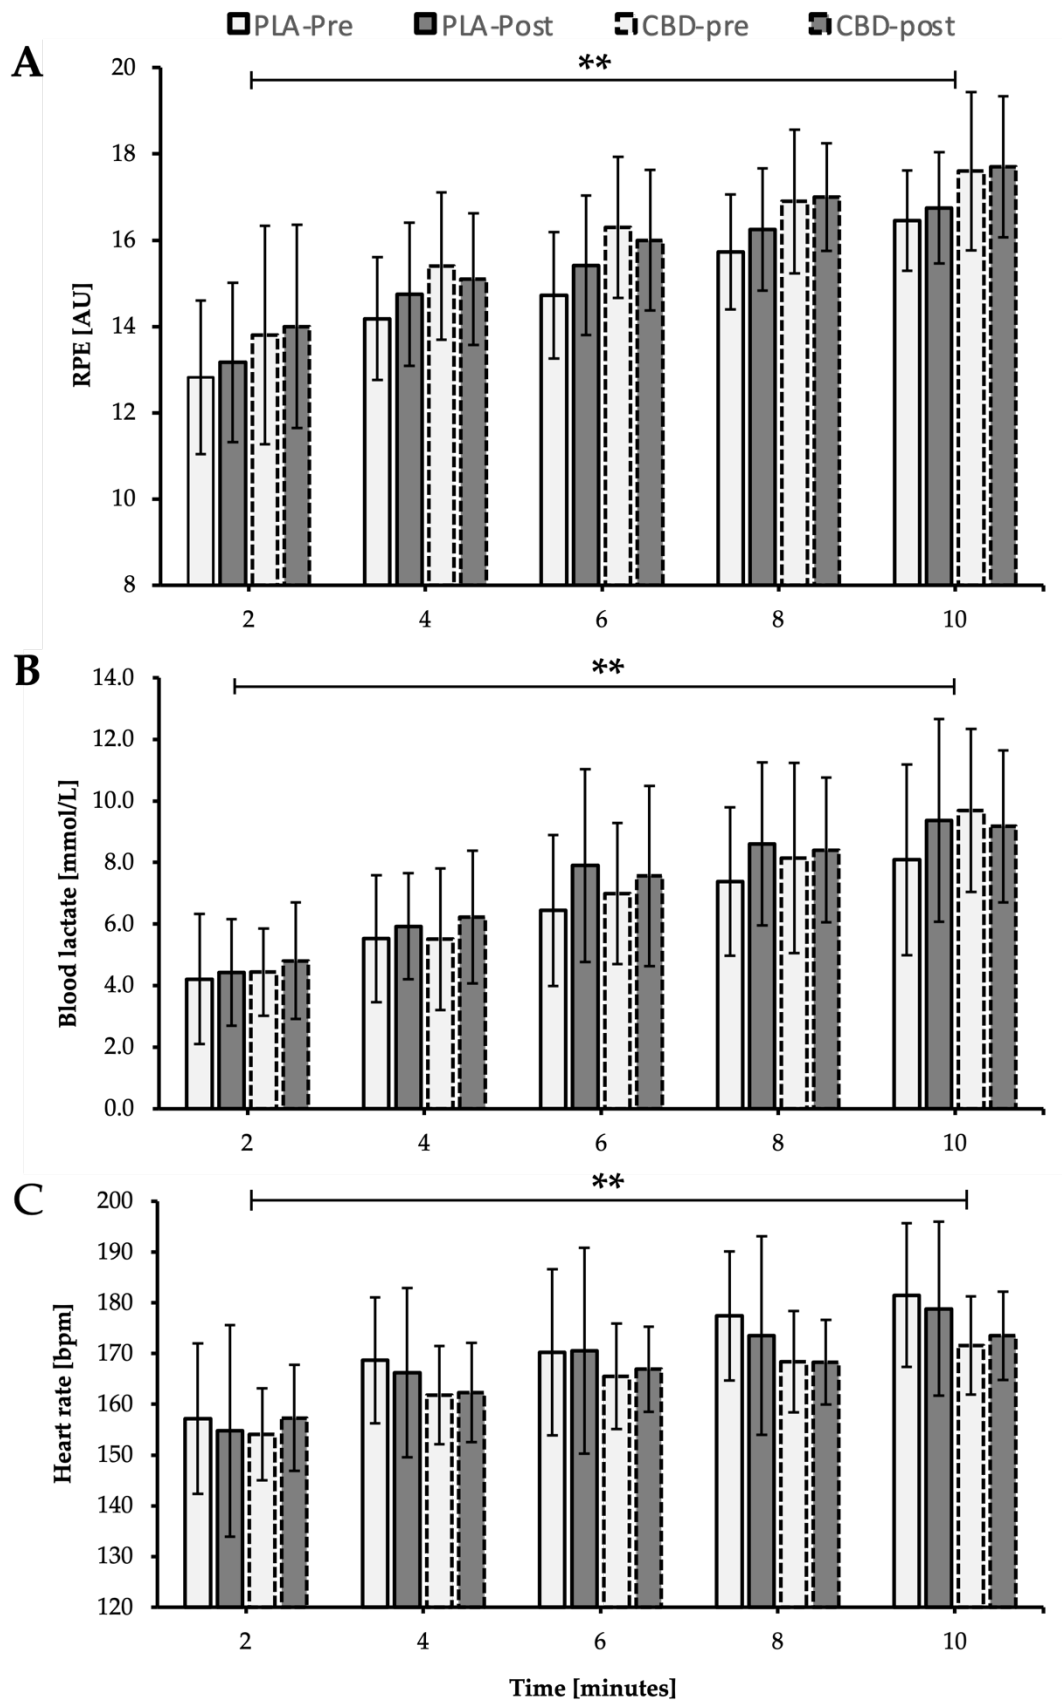 PLA-Pre PLA-Post CBD-pre CBD-post
A
**
20
18
16
14
12
10
8
RPE [AU]
2 4 6 8 10
B
**
14.0
12.0
10.0
8.0
6.0
4.0
2.0
0.0
Blood lactate [mmol/L]
2 4 6 8 10
C
**
200
190
180
170
160
150
140
130
120
Heart rate [bpm]
2 4 6 8 10
Time [minutes]